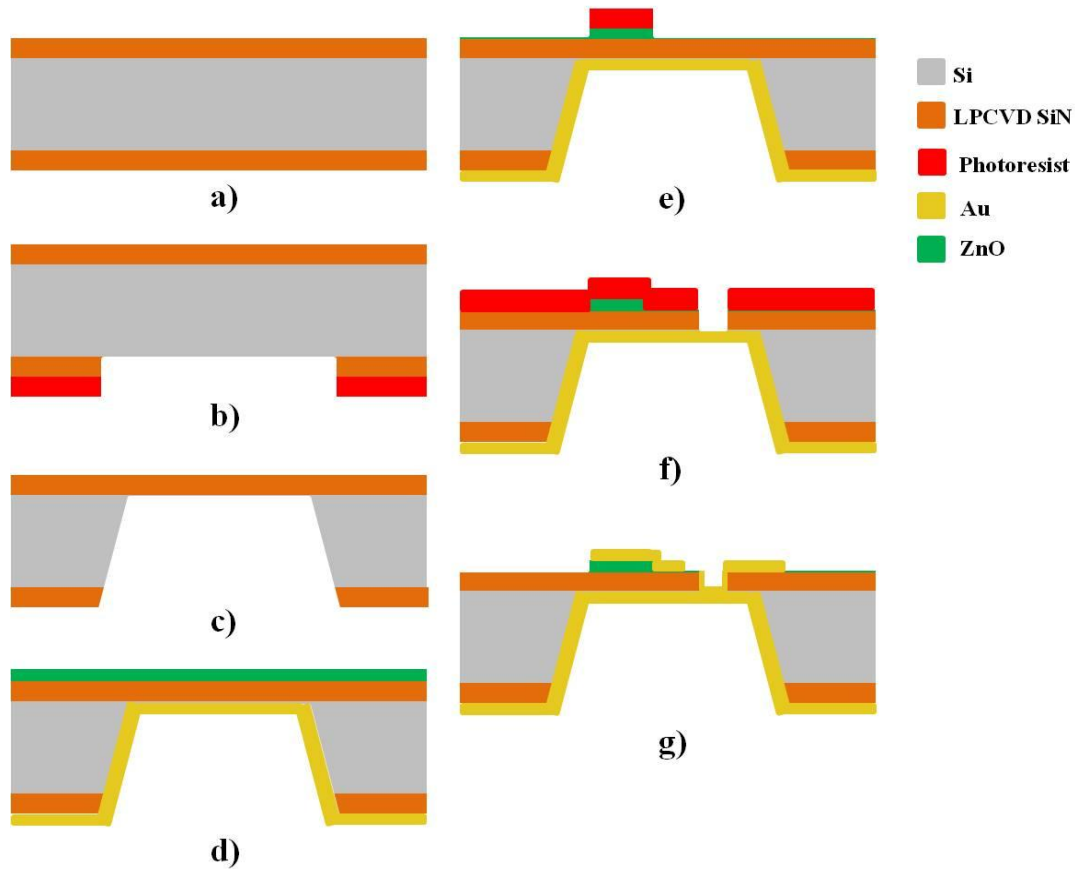 a)
b)
c)
d)
e)
f)
g)
Si
LPCVD SiN
Photoresist
Au
ZnO